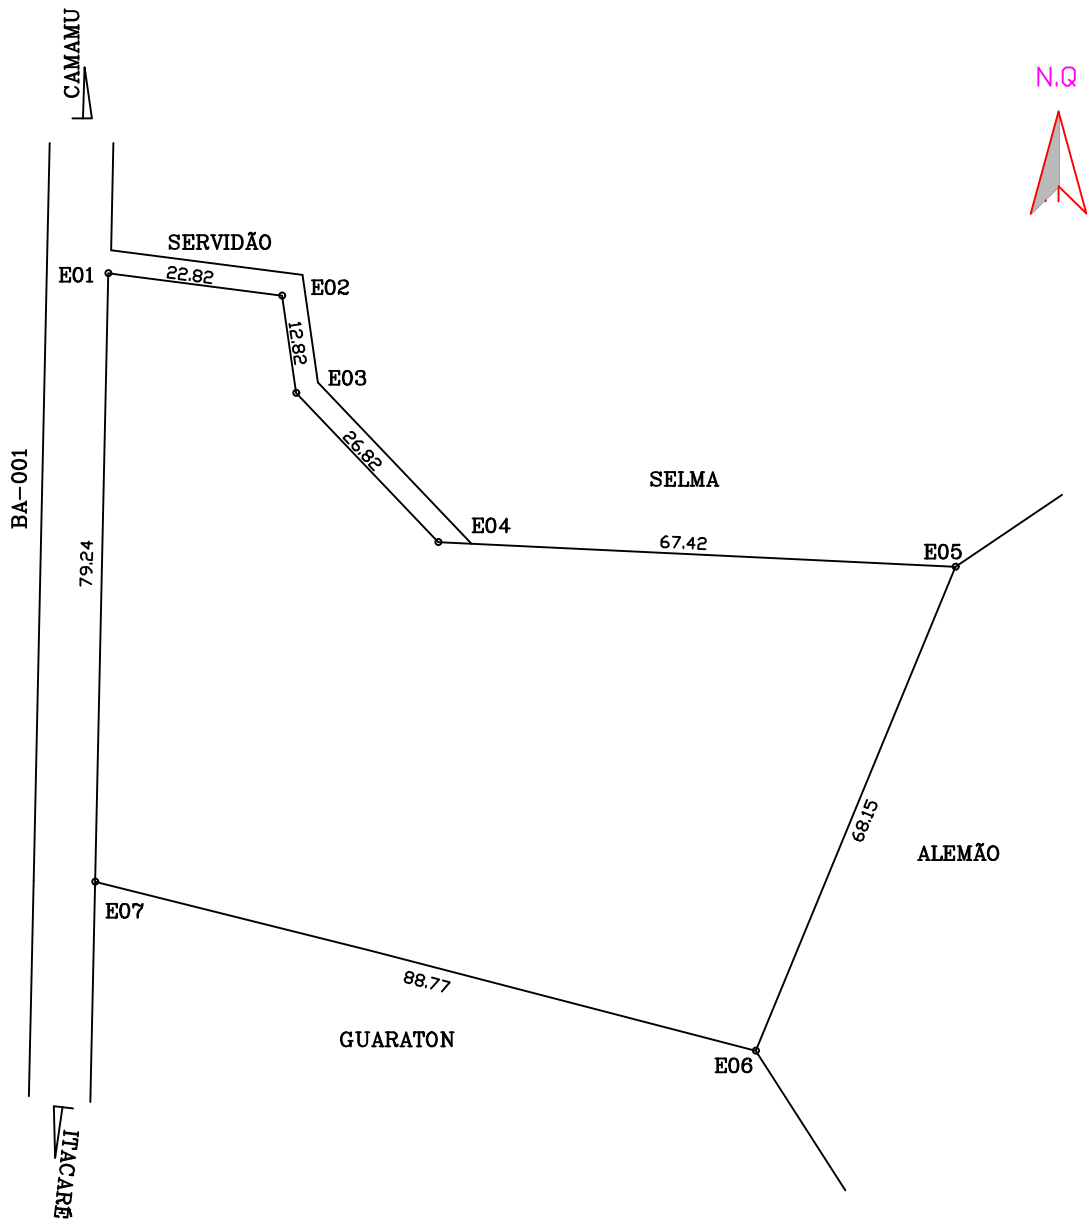 CAMAMU
N.Q
SERVIDÃO
E01
22.82
E02
12.82
E03
26.82
SELMA
BA-001
E04
67.42
E05
79.24
68.15
ALEMÃO
E07
88.77
GUARATON
E06
ITACARÉ